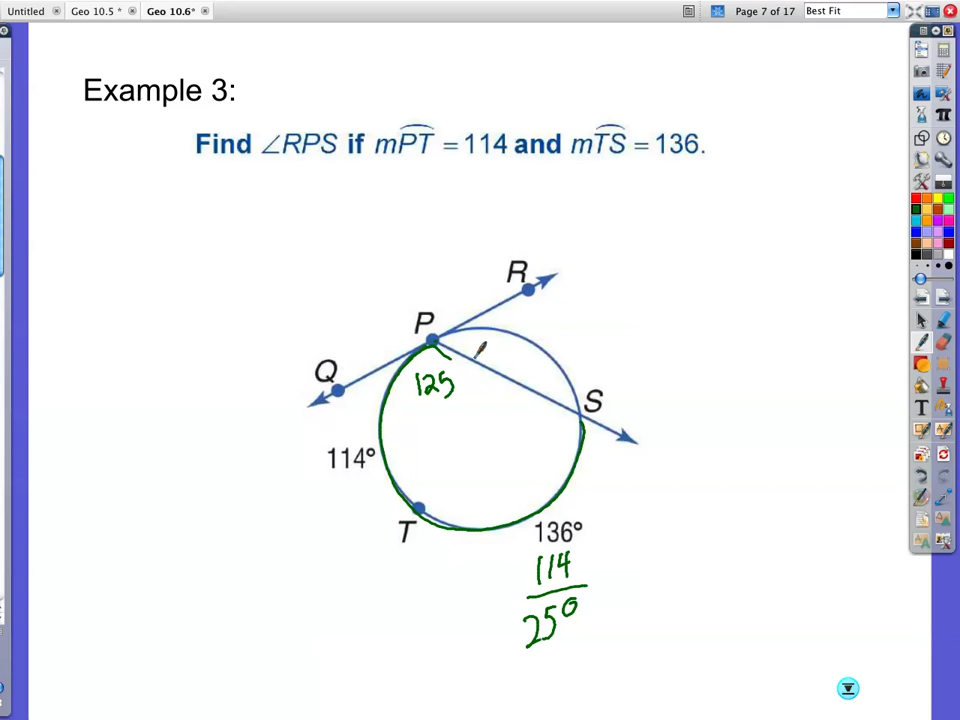 Untitled Geo 10.5 * Geo 10.6* Page 7 of 17 Best Fit
Example 3:
Find ∠RPS if mPT = 114 and mTS = 136.
R
P
Q
125
S
114°
T
136°
114
250